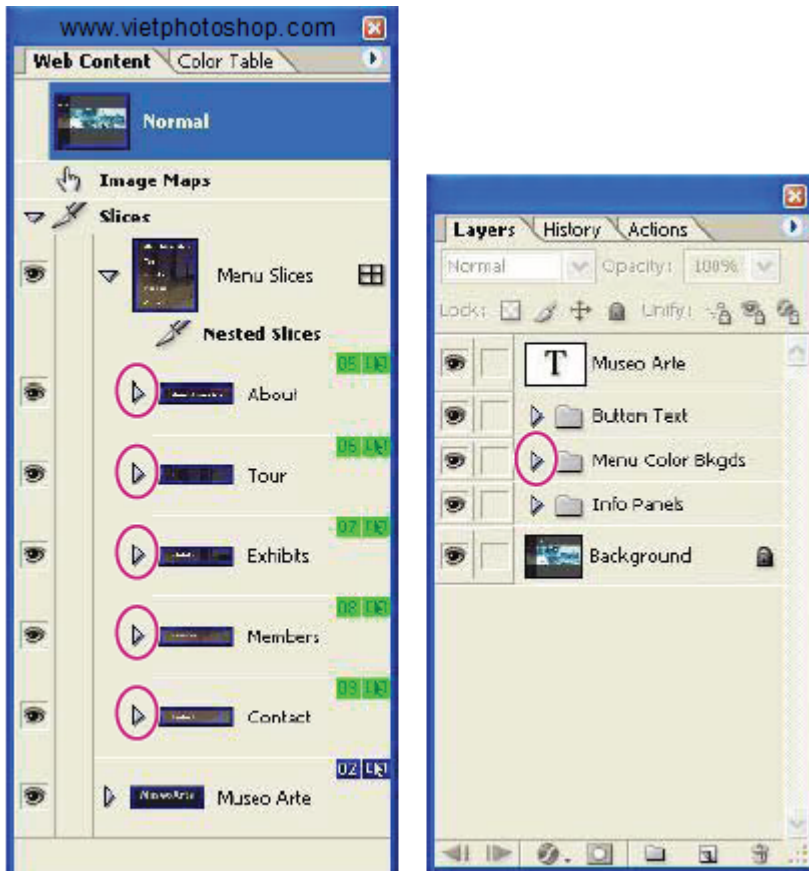 www.vietphotoshop.com
Web Content
Color Table
Normal
Image Maps
Slices
Menu Slices
Nested Slices
05
About
06
Tour
07
Exhibits
08
Members
09
Contact
02
Museo Arte
Museo Arte
Layers
History
Actions
Normal
Opacity: 100%
Lock:
Unify:
T
Museo Arte
Button Text
Menu Color Bkgds
Info Panels
Background